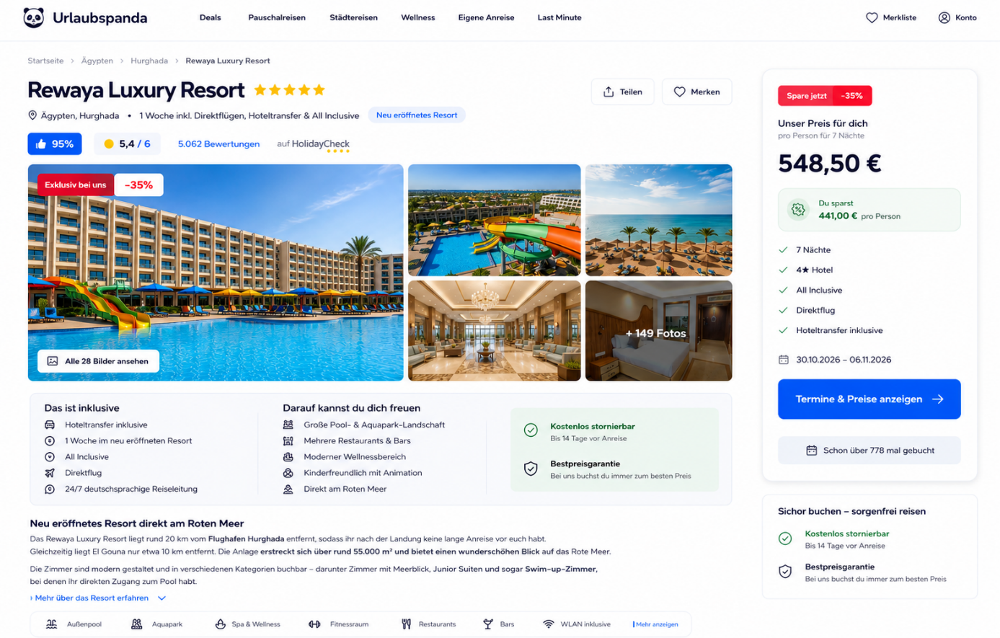 Urlaubspanda
Deals
Pauschalreisen
Städtereisen
Wellness
Eigene Anreise
Last Minute
Merkliste
Konto
Startseite > Ägypten > Hurghada > Rewaya Luxury Resort
Rewaya Luxury Resort
Teilen
Merken
Ägypten, Hurghada • 1 Woche inkl. Direktflügen, Hoteltransfer & All Inclusive
Neu eröffnetes Resort
95%
5,4 / 6
5.062 Bewertungen
auf HolidayCheck
Exklusiv bei uns
-35%
Alle 28 Bilder ansehen
+ 149 Fotos
Das ist inklusive
Hoteltransfer inklusive
1 Woche im neu eröffneten Resort
All Inclusive
Direktflug
24/7 deutschsprachige Reiseleitung
Darauf kannst du dich freuen
Große Pool- & Aquapark-Landschaft
Mehrere Restaurants & Bars
Moderner Wellnessbereich
Kinderfreundlich mit Animation
Direkt am Roten Meer
Kostenlos stornierbar
Bis 14 Tage vor Anreise
Bestpreisgarantie
Bei uns buchst du immer zum besten Preis
Neu eröffnetes Resort direkt am Roten Meer
Das Rewaya Luxury Resort liegt rund 20 km vom Flughafen Hurghada entfernt, sodass ihr nach der Landung keine lange Anreise vor euch habt.
Gleichzeitig liegt El Gouna nur etwa 10 km entfernt. Die Anlage erstreckt sich über rund 55.000 m² und bietet einen wunderschöhen Blick auf das Rote Meer.
Die Zimmer sind modern gestaltet und in verschiedenen Kategorien buchbar – darunter Zimmer mit Meerblick, Junior Suiten und sogar Swim-up-Zimmer,
bei denen ihr direkten Zugang zum Pool habt.
› Mehr über das Resort erfahren
Außenpool
Aquapark
Spa & Wellness
Fitnessraum
Restaurants
Bars
WLAN inklusive
Mehr anzeigen
Spare jetzt
-35%
Unser Preis für dich
pro Person für 7 Nächte
548,50 €
Du sparst
441,00 € pro Person
7 Nächte
4★ Hotel
All Inclusive
Direktflug
Hoteltransfer inklusive
30.10.2026 – 06.11.2026
Termine & Preise anzeigen
Schon über 778 mal gebucht
Sichor buchen – sorgenfrei reisen
Kostenlos stornierbar
Bis 14 Tage vor Anreise
Bestpreisgarantie
Bei uns buchst du immer zum besten Preis